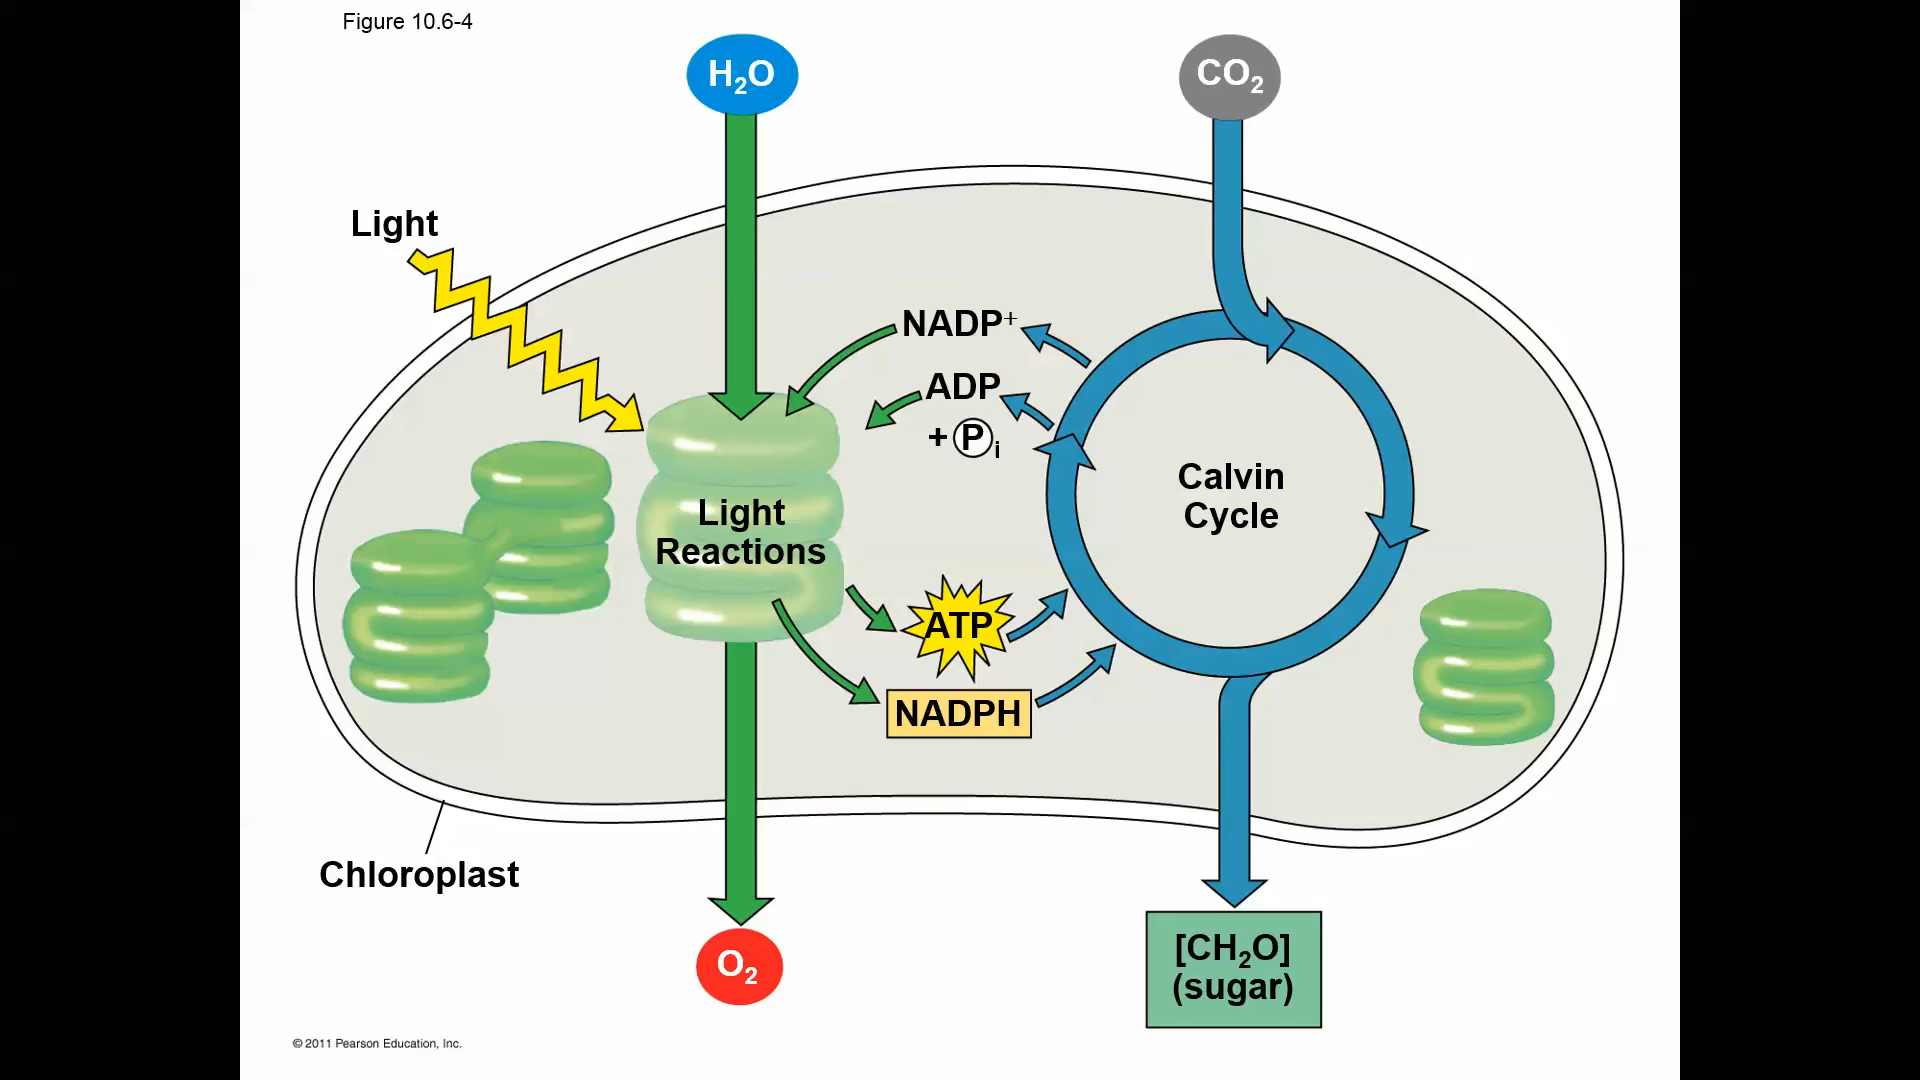 Figure 10.6-4
H₂O
CO₂
Light
NADP⁺
ADP
+ Pᵢ
Calvin
Cycle
Light
Reactions
ATP
NADPH
Chloroplast
O₂
[CH₂O]
(sugar)
© 2011 Pearson Education, Inc.